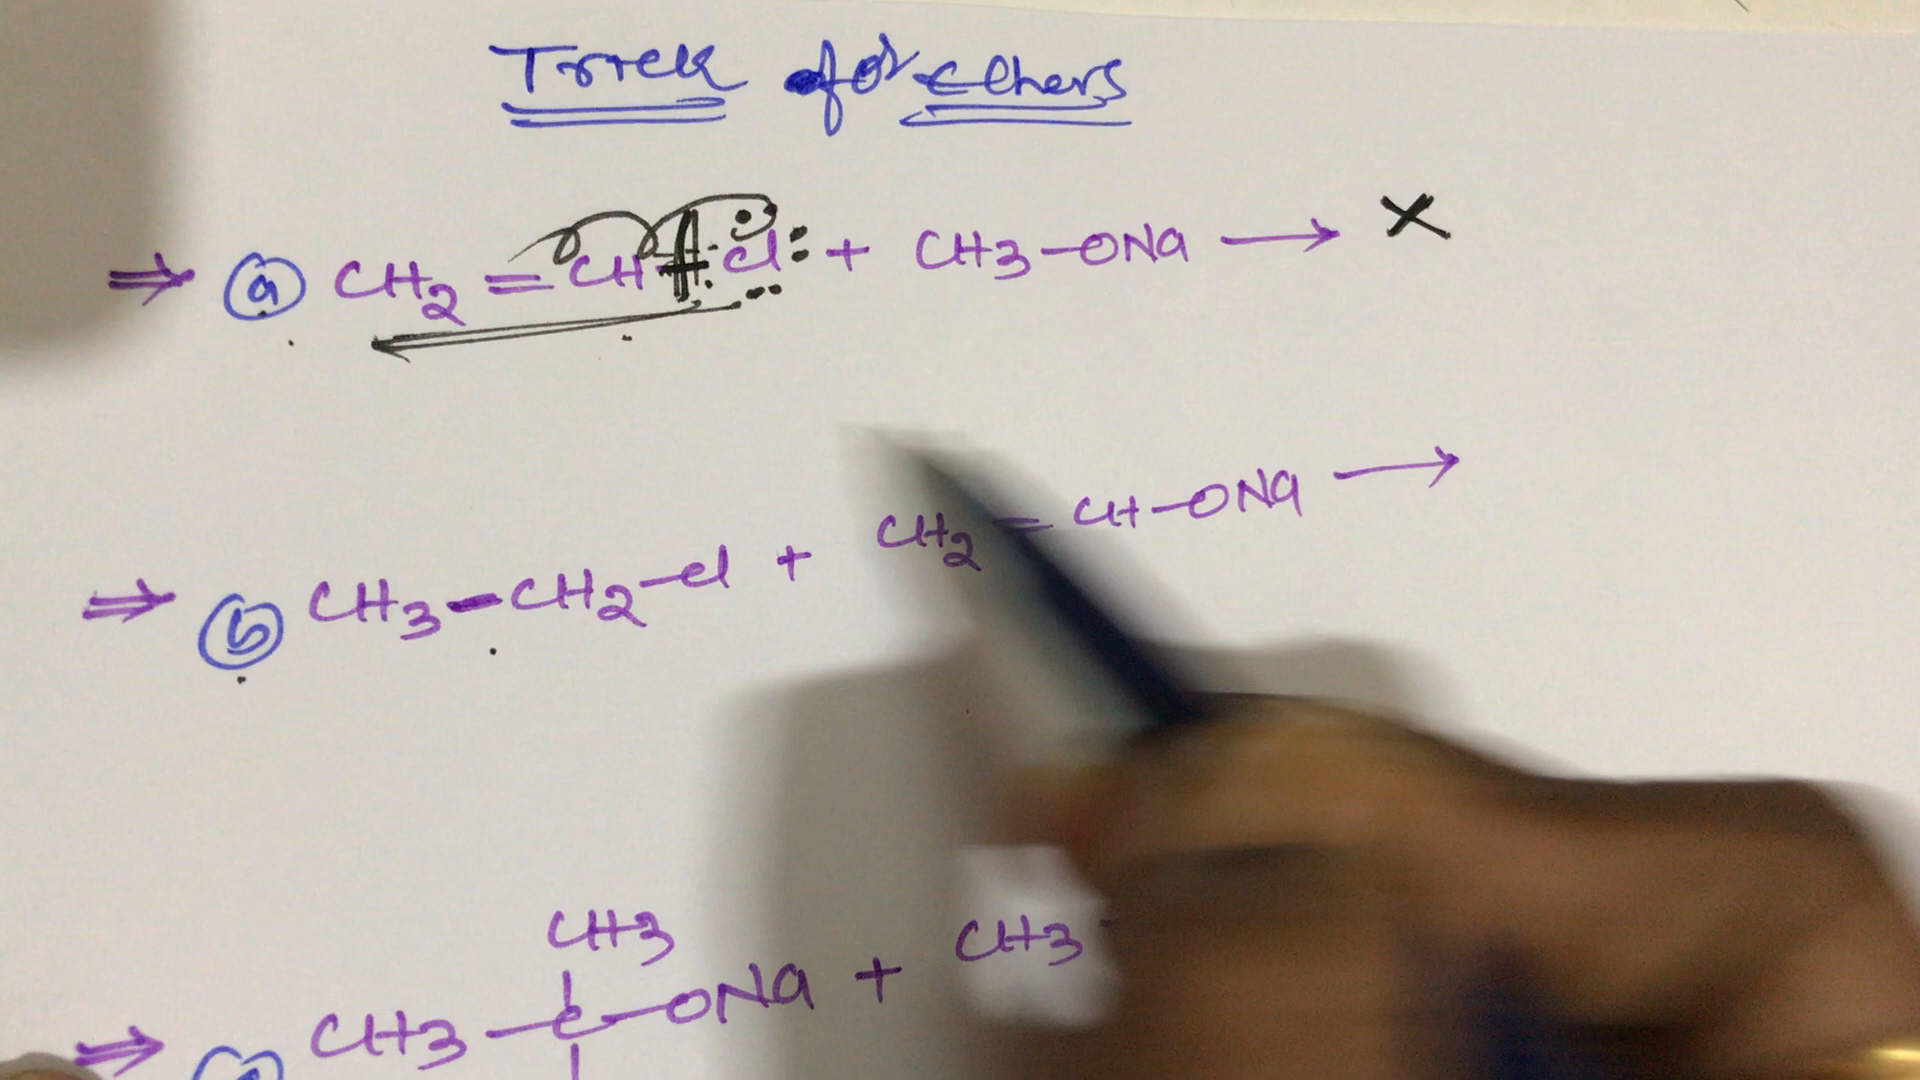 Trick for ethers
⇒ (a) CH2 = CH - Cl: + CH3-ONa ⟶ ×
⇒ (b) CH3-CH2-Cl + CH2 = CH-ONa ⟶
CH3
⇒ CH3-C-ONa + CH3